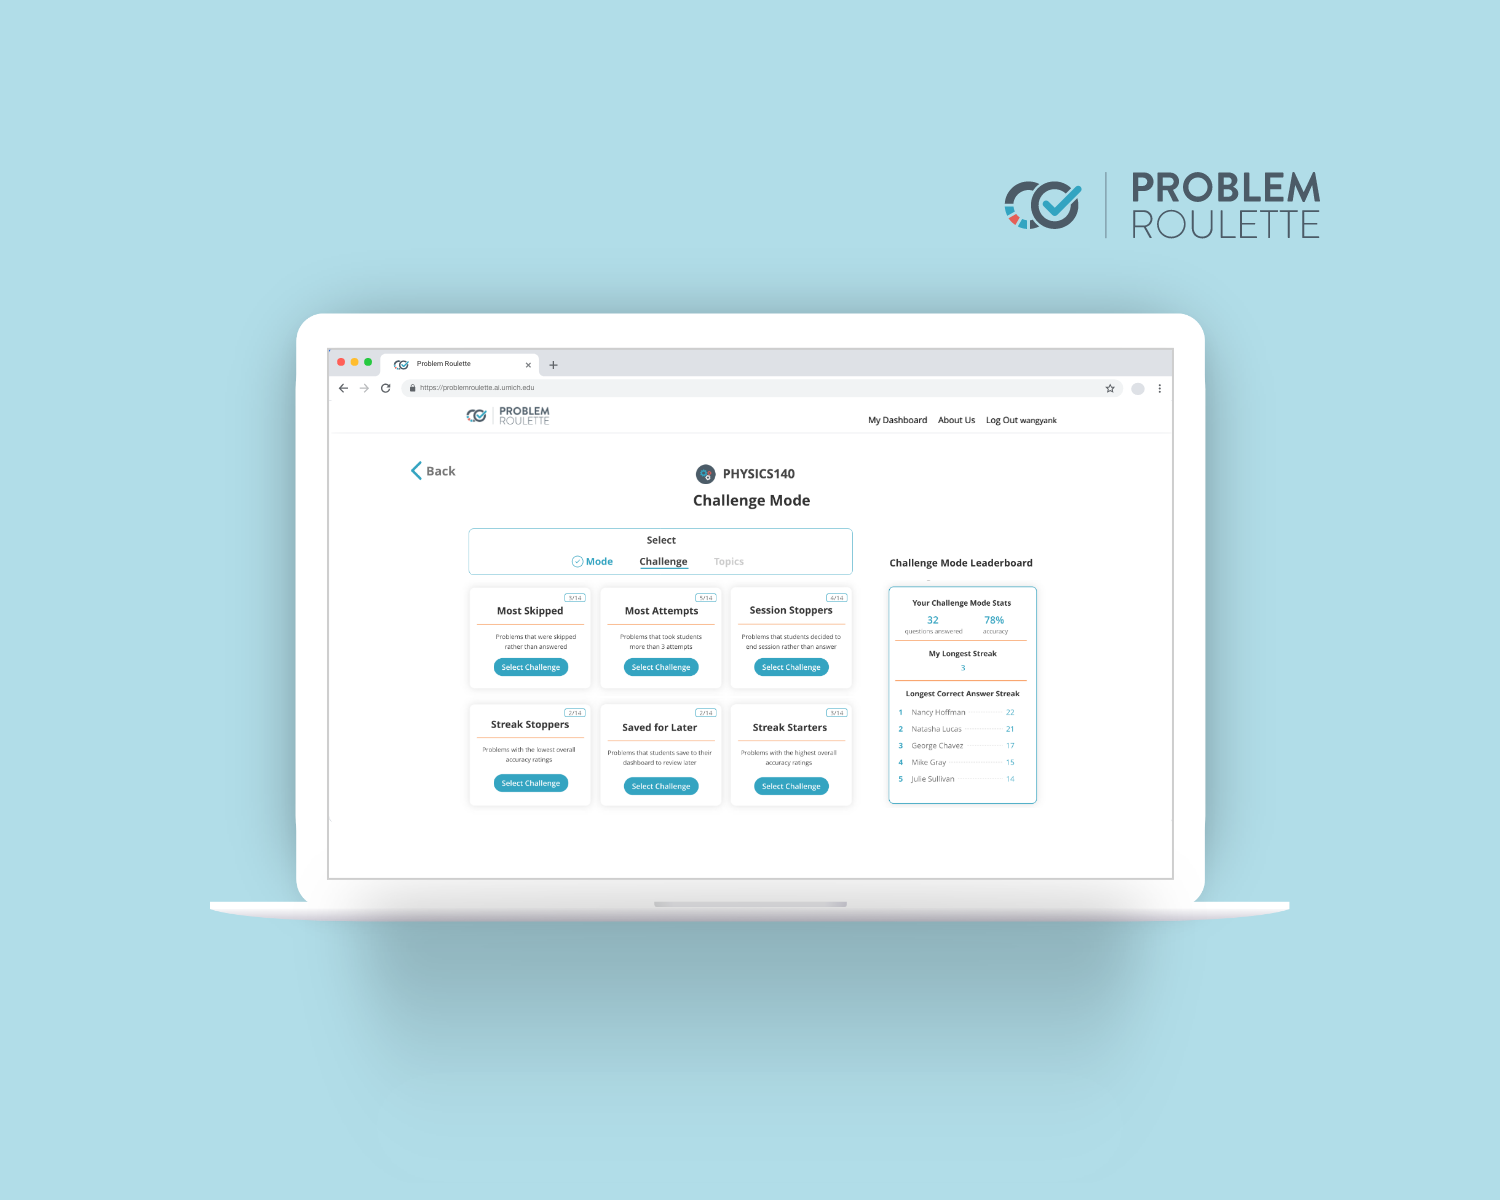 PROBLEM
ROULETTE
Problem Roulette
https://problemroulette.ai.umich.edu
PROBLEM
ROULETTE
My Dashboard About Us Log Out wangyank
Back
PHYSICS140
Challenge Mode
Select
Mode Challenge Topics
3/14
Most Skipped
Problems that were skipped
rather than answered
Select Challenge
5/14
Most Attempts
Problems that took students
more than 3 attempts
Select Challenge
4/14
Session Stoppers
Problems that students decided to
end session rather than answer
Select Challenge
2/14
Streak Stoppers
Problems with the lowest overall
accuracy ratings
Select Challenge
2/14
Saved for Later
Problems that students save to their
dashboard to review later
Select Challenge
3/14
Streak Starters
Problems with the highest overall
accuracy ratings
Select Challenge
Challenge Mode Leaderboard
Your Challenge Mode Stats
32 78%
questions answered accuracy
My Longest Streak
3
Longest Correct Answer Streak
1 Nancy Hoffman 22
2 Natasha Lucas 21
3 George Chavez 17
4 Mike Gray 15
5 Julie Sullivan 14